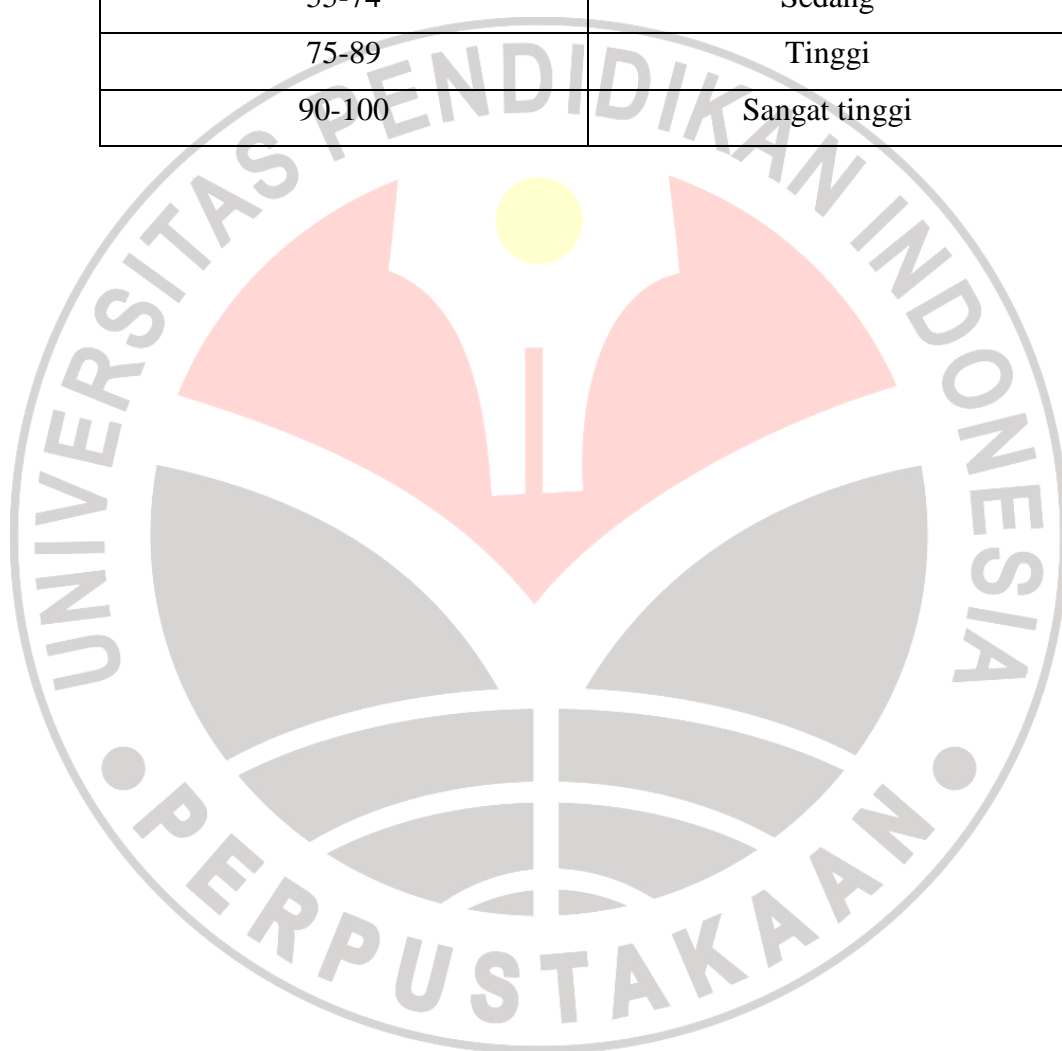 Sedang
75-89 Tinggi
90-100 Sangat tinggi
UNIVERSITAS PENDIDIKAN INDONESIA
PERPUSTAKAAN